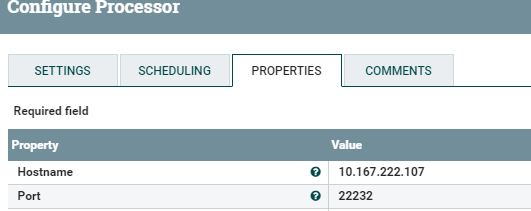 Configure Processor
SETTINGS SCHEDULING PROPERTIES COMMENTS
Required field
Property Value
Hostname ? 10.167.222.107
Port ? 22232